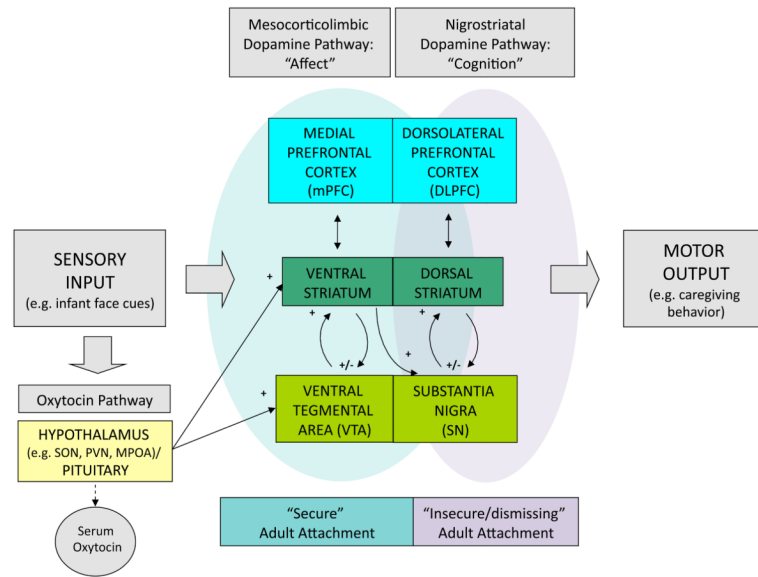 Mesocorticolimbic
Dopamine Pathway:
“Affect”
Nigrostriatal
Dopamine Pathway:
“Cognition”
MEDIAL
PREFRONTAL
CORTEX
(mPFC)
DORSOLATERAL
PREFRONTAL
CORTEX
(DLPFC)
SENSORY
INPUT
(e.g. infant face cues)
+
VENTRAL
STRIATUM
DORSAL
STRIATUM
MOTOR
OUTPUT
(e.g. caregiving
behavior)
+
+
+
+/-
+/-
Oxytocin Pathway
+
HYPOTHALAMUS
(e.g. SON, PVN, MPOA)/
PITUITARY
VENTRAL
TEGMENTAL
AREA (VTA)
SUBSTANTIA
NIGRA
(SN)
Serum
Oxytocin
“Secure”
Adult Attachment
“Insecure/dismissing”
Adult Attachment